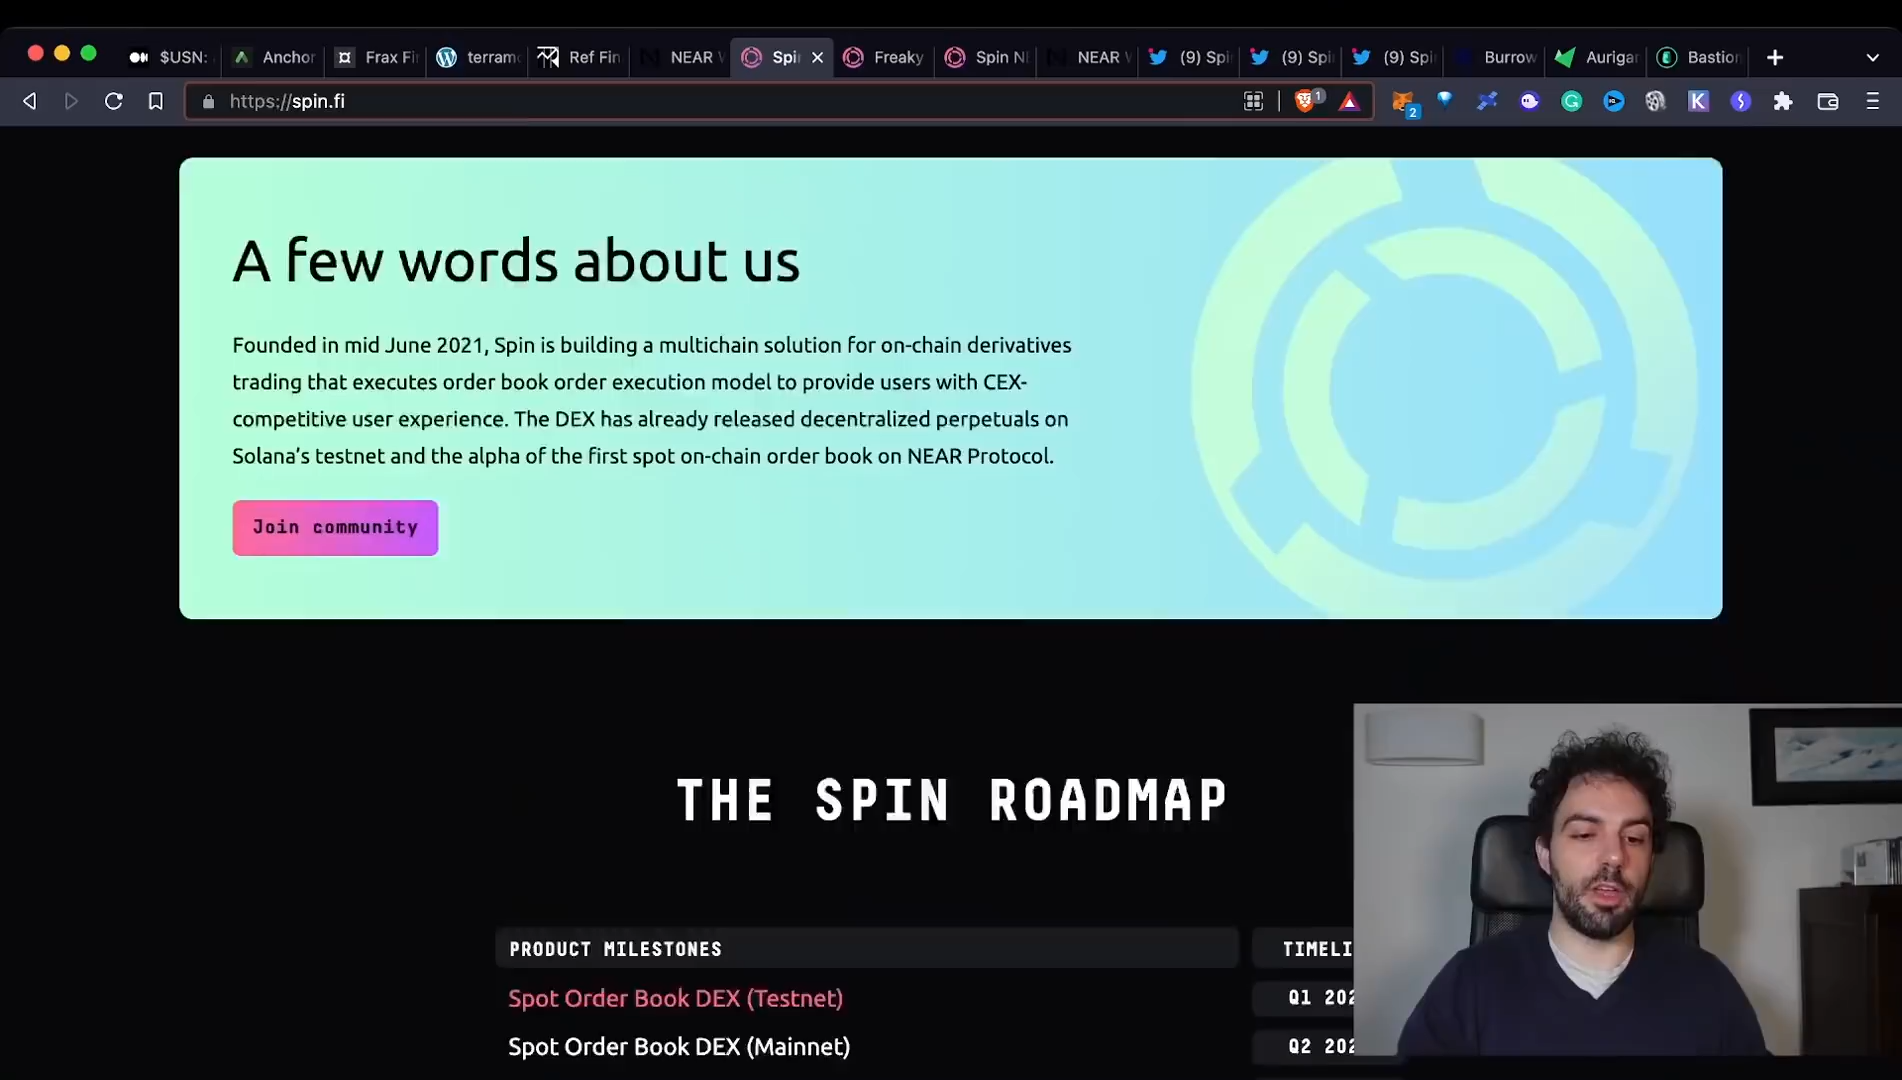 $USN:
Anchor
Frax Fi
terramo
Ref Fin
NEAR
Spi
Freaky
Spin N
NEAR
(9) Spi
(9) Spi
(9) Spi
Burrow
Auriga
Bastion
https://spin.fi
1
2
A few words about us
Founded in mid June 2021, Spin is building a multichain solution for on-chain derivatives
trading that executes order book order execution model to provide users with CEX-
competitive user experience. The DEX has already released decentralized perpetuals on
Solana's testnet and the alpha of the first spot on-chain order book on NEAR Protocol.
Join community
THE SPIN ROADMAP
PRODUCT MILESTONES
TIMELI
Spot Order Book DEX (Testnet)
Q1 202
Spot Order Book DEX (Mainnet)
Q2 202